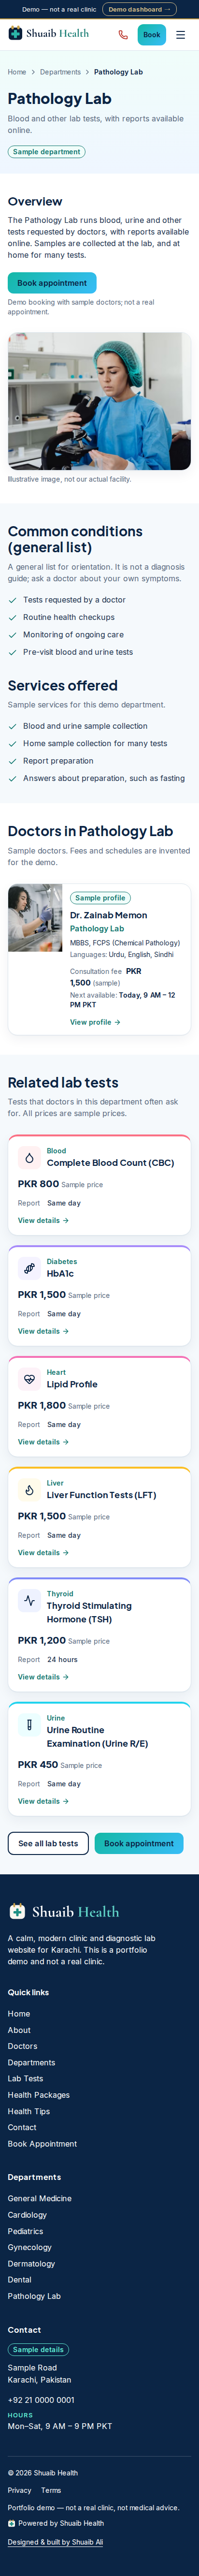 Demo — not a real clinic Demo dashboard →
Shuaib Health Book
Home > Departments > Pathology Lab
Pathology Lab
Blood and other lab tests, with reports available
online.
Sample department
Overview
The Pathology Lab runs blood, urine and other
tests requested by doctors, with reports available
online. Samples are collected at the lab, and at
home for many tests.
Book appointment
Demo booking with sample doctors; not a real
appointment.
Illustrative image, not our actual facility.
Common conditions
(general list)
A general list for orientation. It is not a diagnosis
guide; ask a doctor about your own symptoms.
Tests requested by a doctor
Routine health checkups
Monitoring of ongoing care
Pre-visit blood and urine tests
Services offered
Sample services for this demo department.
Blood and urine sample collection
Home sample collection for many tests
Report preparation
Answers about preparation, such as fasting
Doctors in Pathology Lab
Sample doctors. Fees and schedules are invented
for the demo.
Sample profile
Dr. Zainab Memon
Pathology Lab
MBBS, FCPS (Chemical Pathology)
Languages: Urdu, English, Sindhi
Consultation fee PKR
1,500 (sample)
Next available: Today, 9 AM – 12
PM PKT
View profile →
Related lab tests
Tests that doctors in this department often ask
for. All prices are sample prices.
Blood
Complete Blood Count (CBC)
PKR 800 Sample price
Report Same day
View details →
Diabetes
HbA1c
PKR 1,500 Sample price
Report Same day
View details →
Heart
Lipid Profile
PKR 1,800 Sample price
Report Same day
View details →
Liver
Liver Function Tests (LFT)
PKR 1,500 Sample price
Report Same day
View details →
Thyroid
Thyroid Stimulating
Hormone (TSH)
PKR 1,200 Sample price
Report 24 hours
View details →
Urine
Urine Routine
Examination (Urine R/E)
PKR 450 Sample price
Report Same day
View details →
See all lab tests Book appointment
Shuaib Health
A calm, modern clinic and diagnostic lab
website for Karachi. This is a portfolio
demo and not a real clinic.
Quick links
Home
About
Doctors
Departments
Lab Tests
Health Packages
Health Tips
Contact
Book Appointment
Departments
General Medicine
Cardiology
Pediatrics
Gynecology
Dermatology
Dental
Pathology Lab
Contact
Sample details
Sample Road
Karachi, Pakistan
+92 21 0000 0001
HOURS
Mon–Sat, 9 AM – 9 PM PKT
© 2026 Shuaib Health
Privacy Terms
Portfolio demo — not a real clinic, not medical advice.
Powered by Shuaib Health
Designed & built by Shuaib Ali